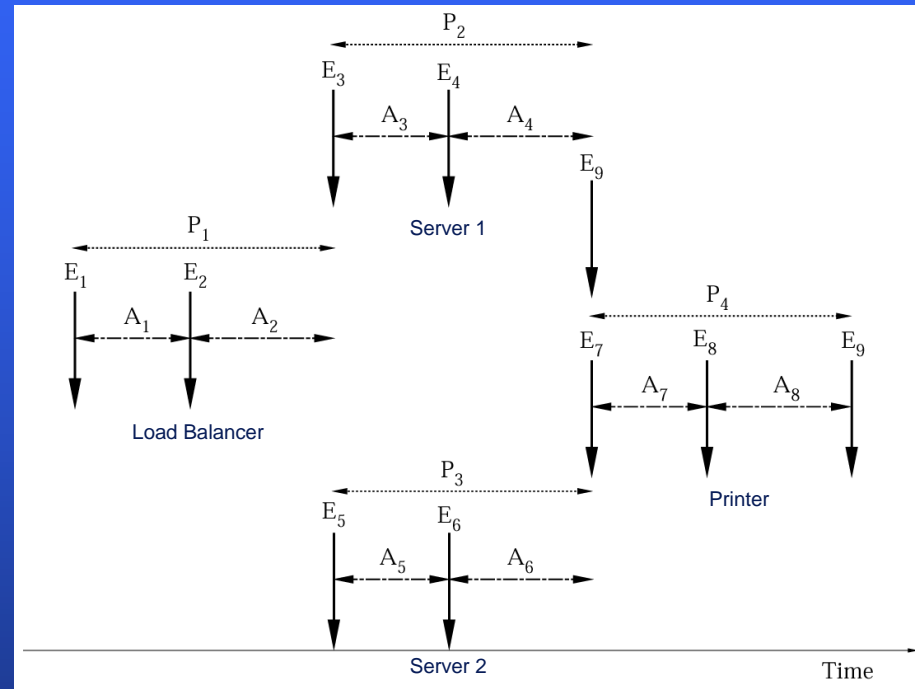 P2
E3 E4
A3 A4
E9
Server 1
P1
E1 E2
A1 A2
Load Balancer
P4
E7 E8 E9
A7 A8
Printer
P3
E5 E6
A5 A6
Server 2
Time